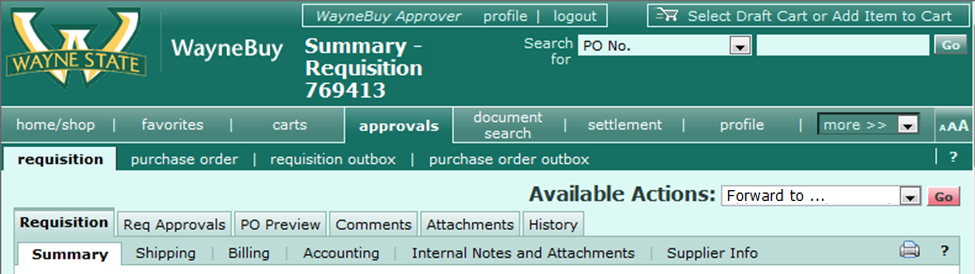 WAYNE STATE
WayneBuy
WayneBuy Approver profile | logout
Select Draft Cart or Add Item to Cart
Summary -
Requisition
769413
Search
for
PO No.
Go
home/shop | favorites | carts | approvals | document
search | settlement | profile | more >> AAA
requisition purchase order | requisition outbox | purchase order outbox | ?
Available Actions: Forward to ... Go
Requisition Req Approvals PO Preview Comments Attachments History
Summary Shipping | Billing | Accounting | Internal Notes and Attachments | Supplier Info ?